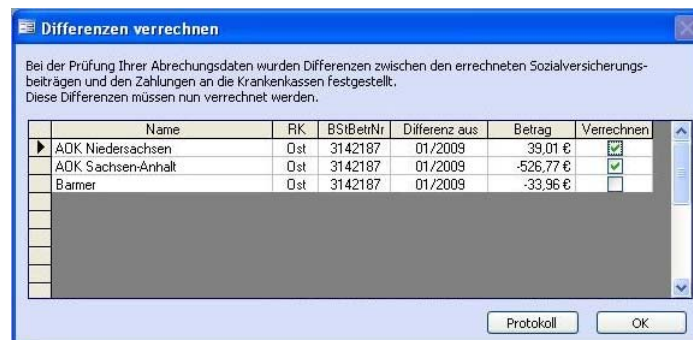 Differenzen verrechnen
Bei der Prüfung Ihrer Abrechungsdaten wurden Differenzen zwischen den errechneten Sozialversicherungs-
beiträgen und den Zahlungen an die Krankenkassen festgestellt.
Diese Differenzen müssen nun verrechnet werden.
Name RK BStBetrNr Differenz aus Betrag Verrechnen
AOK Niedersachsen Ost 3142187 01/2009 39,01 €
AOK Sachsen-Anhalt Ost 3142187 01/2009 -526,77 €
Barmer Ost 3142187 01/2009 -33,96 €
Protokoll OK